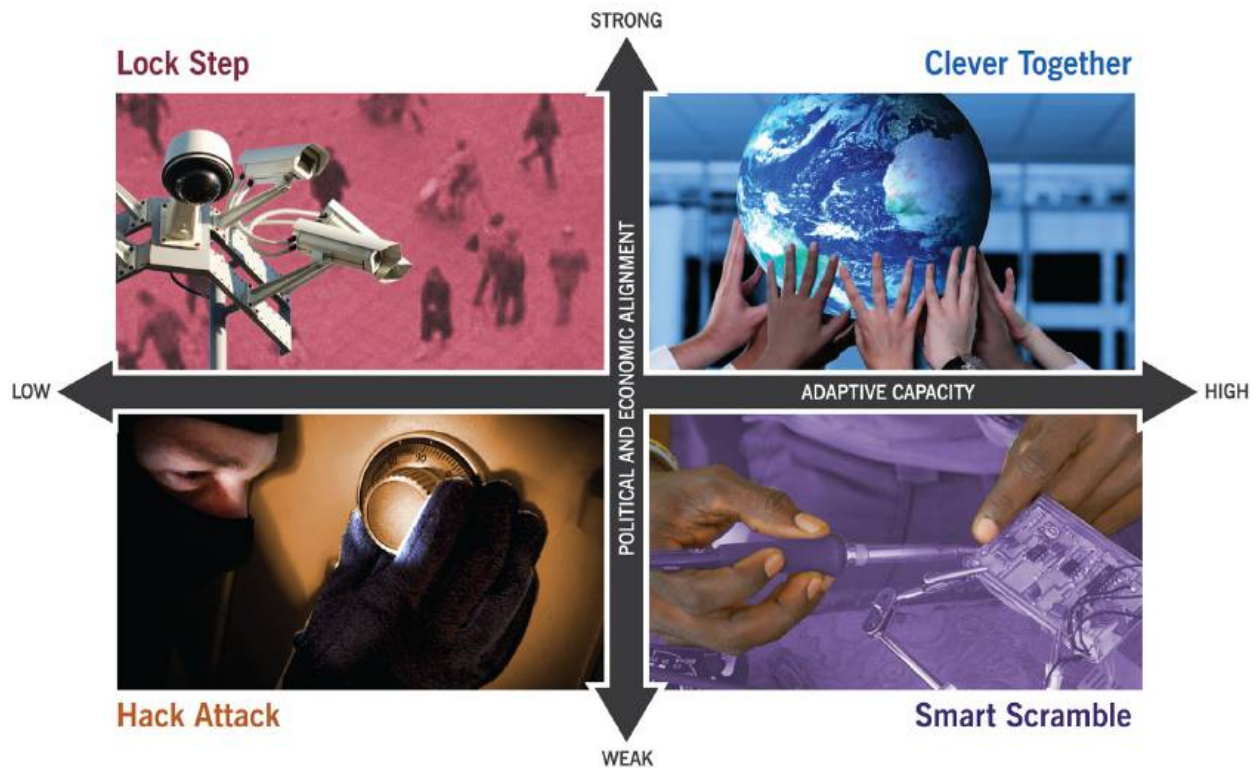 STRONG
Lock Step
Clever Together
POLITICAL AND ECONOMIC ALIGNMENT
LOW
ADAPTIVE CAPACITY
HIGH
Hack Attack
Smart Scramble
WEAK